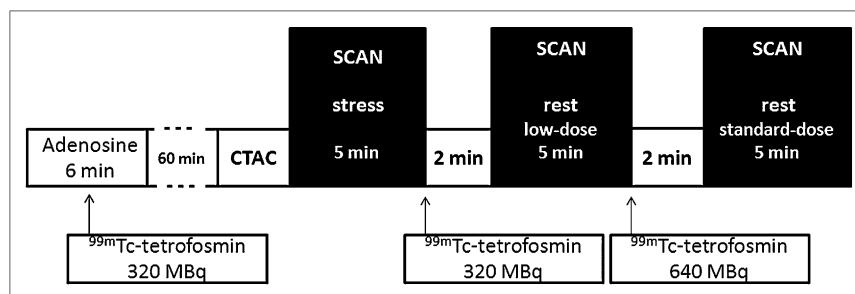 SCAN
stress
5 min
SCAN
rest
low-dose
5 min
SCAN
rest
standard-dose
5 min
Adenosine
6 min
60 min
CTAC
2 min
2 min
99mTc-tetrofosmin
320 MBq
99mTc-tetrofosmin
320 MBq
99mTc-tetrofosmin
640 MBq